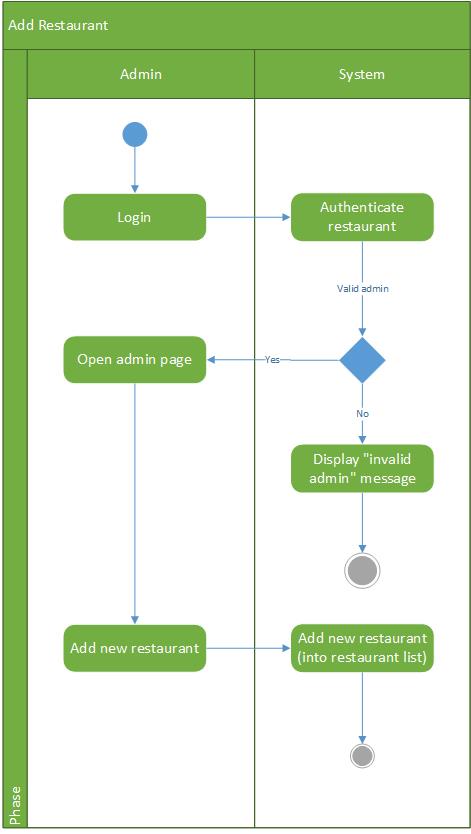 Add Restaurant
Admin
System
Login
Authenticate
restaurant
Valid admin
Open admin page
Yes
No
Display "invalid
admin" message
Add new restaurant
Add new restaurant
(into restaurant list)
Phase